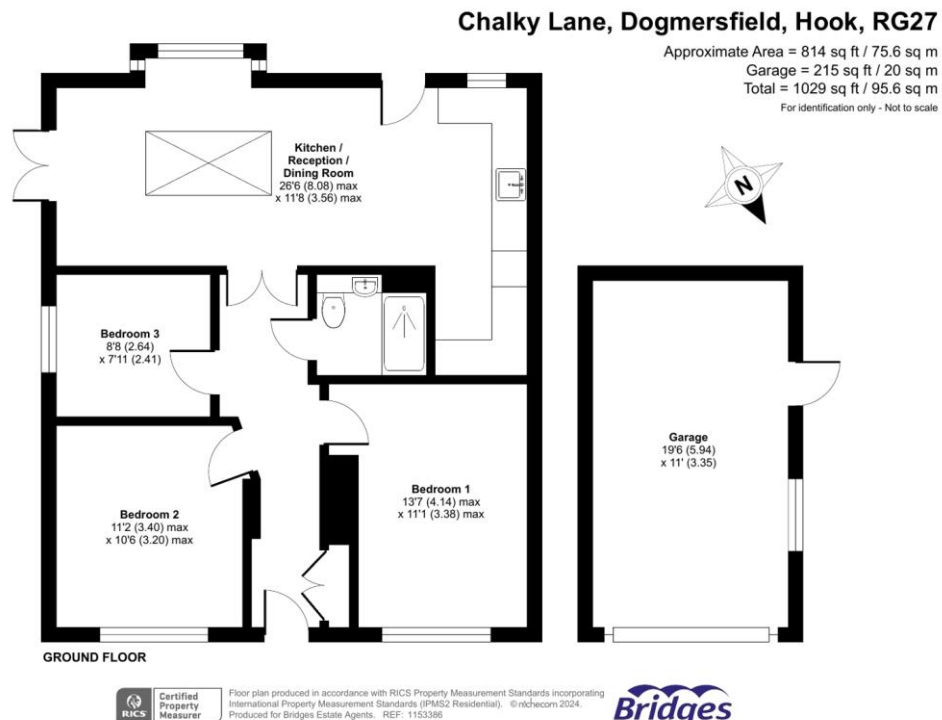 Chalky Lane, Dogmersfield, Hook, RG27
Approximate Area = 814 sq ft / 75.6 sq m
Garage = 215 sq ft / 20 sq m
Total = 1029 sq ft / 95.6 sq m
For identification only - Not to scale
N
Kitchen /
Reception /
Dining Room
26'6 (8.08) max
x 11'8 (3.56) max
Bedroom 3
8'8 (2.64)
x 7'11 (2.41)
Bedroom 2
11'2 (3.40) max
x 10'6 (3.20) max
Bedroom 1
13'7 (4.14) max
x 11'1 (3.38) max
Garage
19'6 (5.94)
x 11' (3.35)
GROUND FLOOR
RICS
Certified
Property
Measurer
Floor plan produced in accordance with RICS Property Measurement Standards incorporating
International Property Measurement Standards (IPMS2 Residential). © nichecom 2024.
Produced for Bridges Estate Agents. REF: 1153386
Bridges